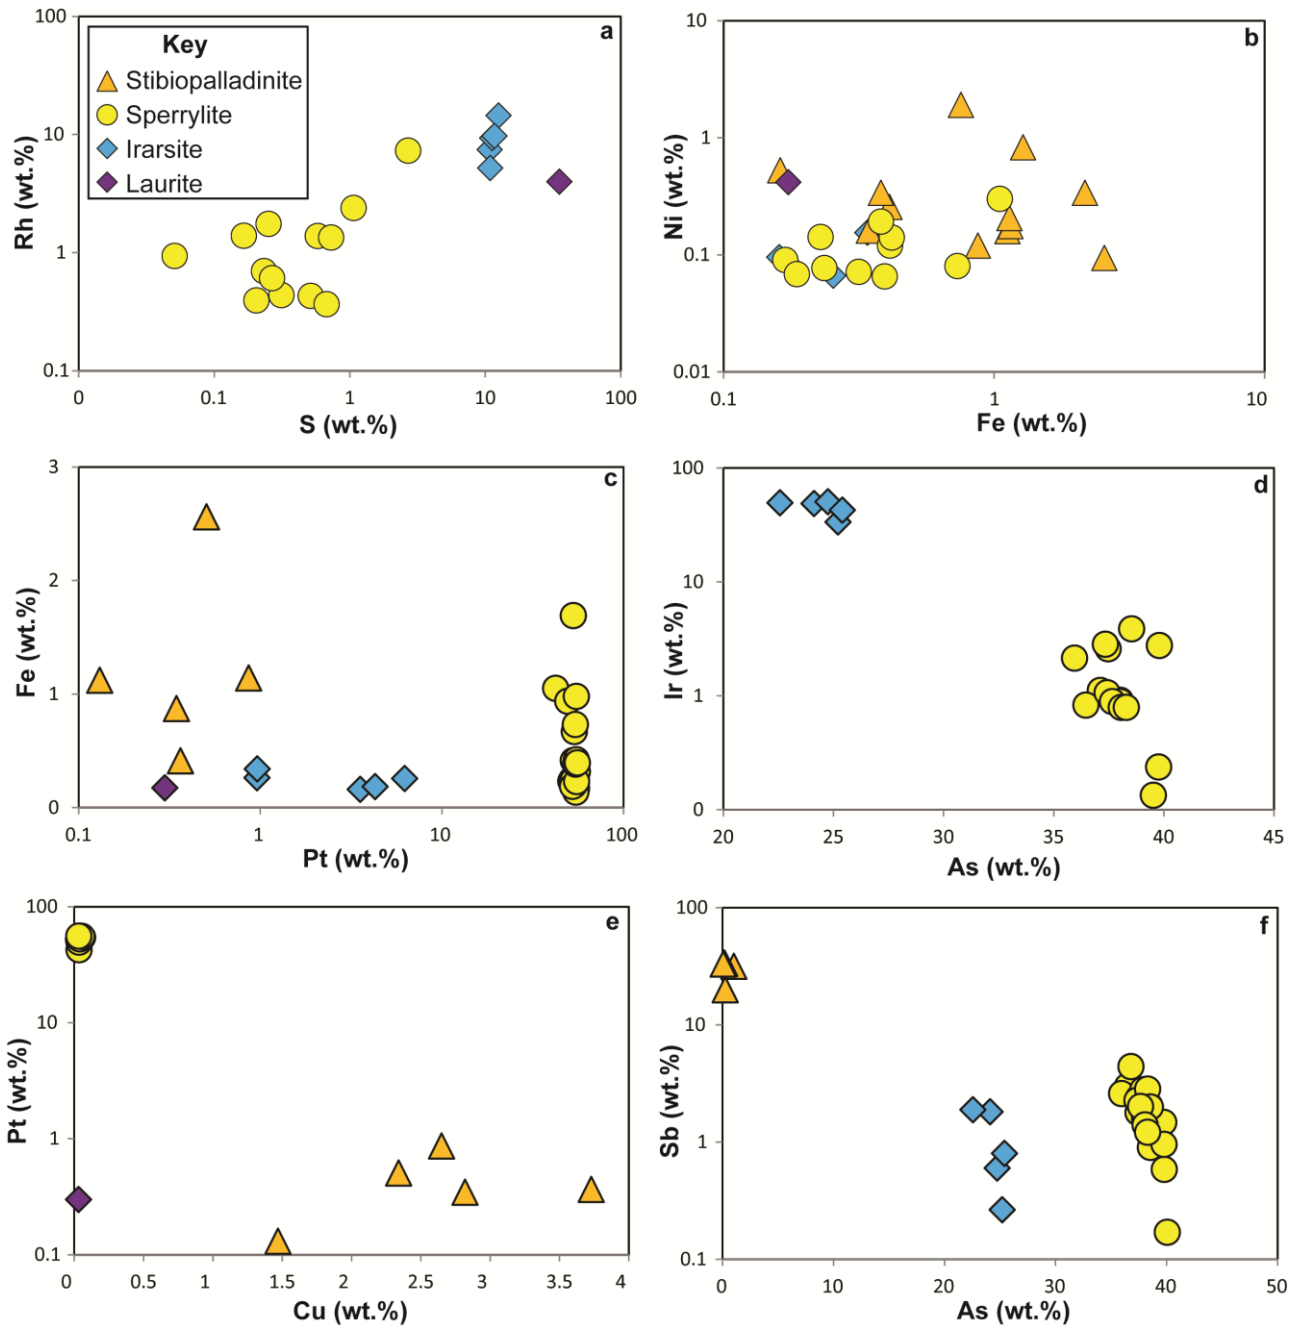 a
100
10
1
0.1
0
0.1
1
10
100
Rh (wt.%)
S (wt.%)
Key
Stibiopalladinite
Sperrylite
Irarsite
Laurite
b
10
1
0.1
0.01
0.1
1
10
Ni (wt.%)
Fe (wt.%)
c
3
2
1
0
0.1
1
10
100
Fe (wt.%)
Pt (wt.%)
d
100
10
1
0
20
25
30
35
40
45
Ir (wt.%)
As (wt.%)
e
100
10
1
0.1
0
0.5
1
1.5
2
2.5
3
3.5
4
Pt (wt.%)
Cu (wt.%)
f
100
10
1
0.1
0
10
20
30
40
50
Sb (wt.%)
As (wt.%)